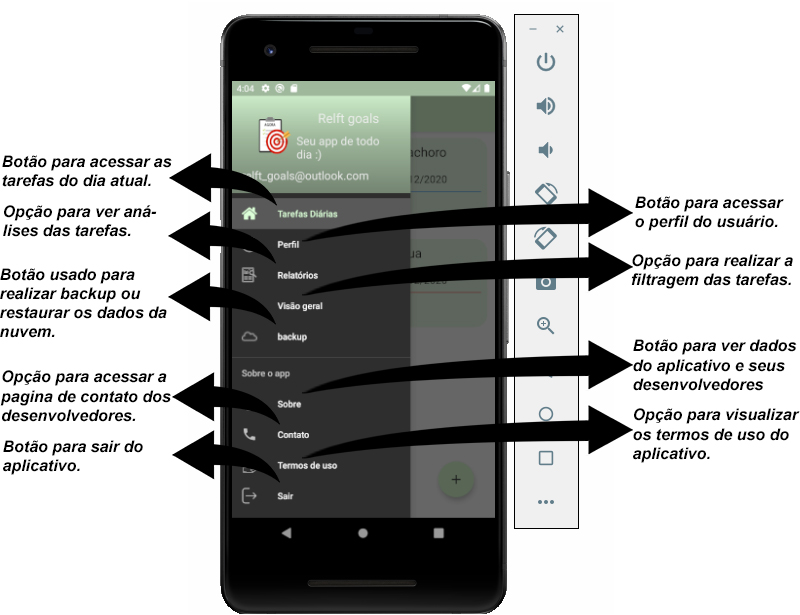 4:04
Relft goals
Seu app de todo
dia :)
elft_goals@outlook.com
Tarefas Diárias
Perfil
Relatórios
Visão geral
backup
Sobre o app
Sobre
Contato
Termos de uso
Sair
achoro
12/2020
ua
+
Botão para acessar as
tarefas do dia atual.
Opção para ver aná-
lises das tarefas.
Botão usado para
realizar backup ou
restaurar os dados da
nuvem.
Opção para acessar a
pagina de contato dos
desenvolvedores.
Botão para sair do
aplicativo.
Botão para acessar
o perfil do usuário.
Opção para realizar a
filtragem das tarefas.
Botão para ver dados
do aplicativo e seus
desenvolvedores
Opção para visualizar
os termos de uso do
aplicativo.